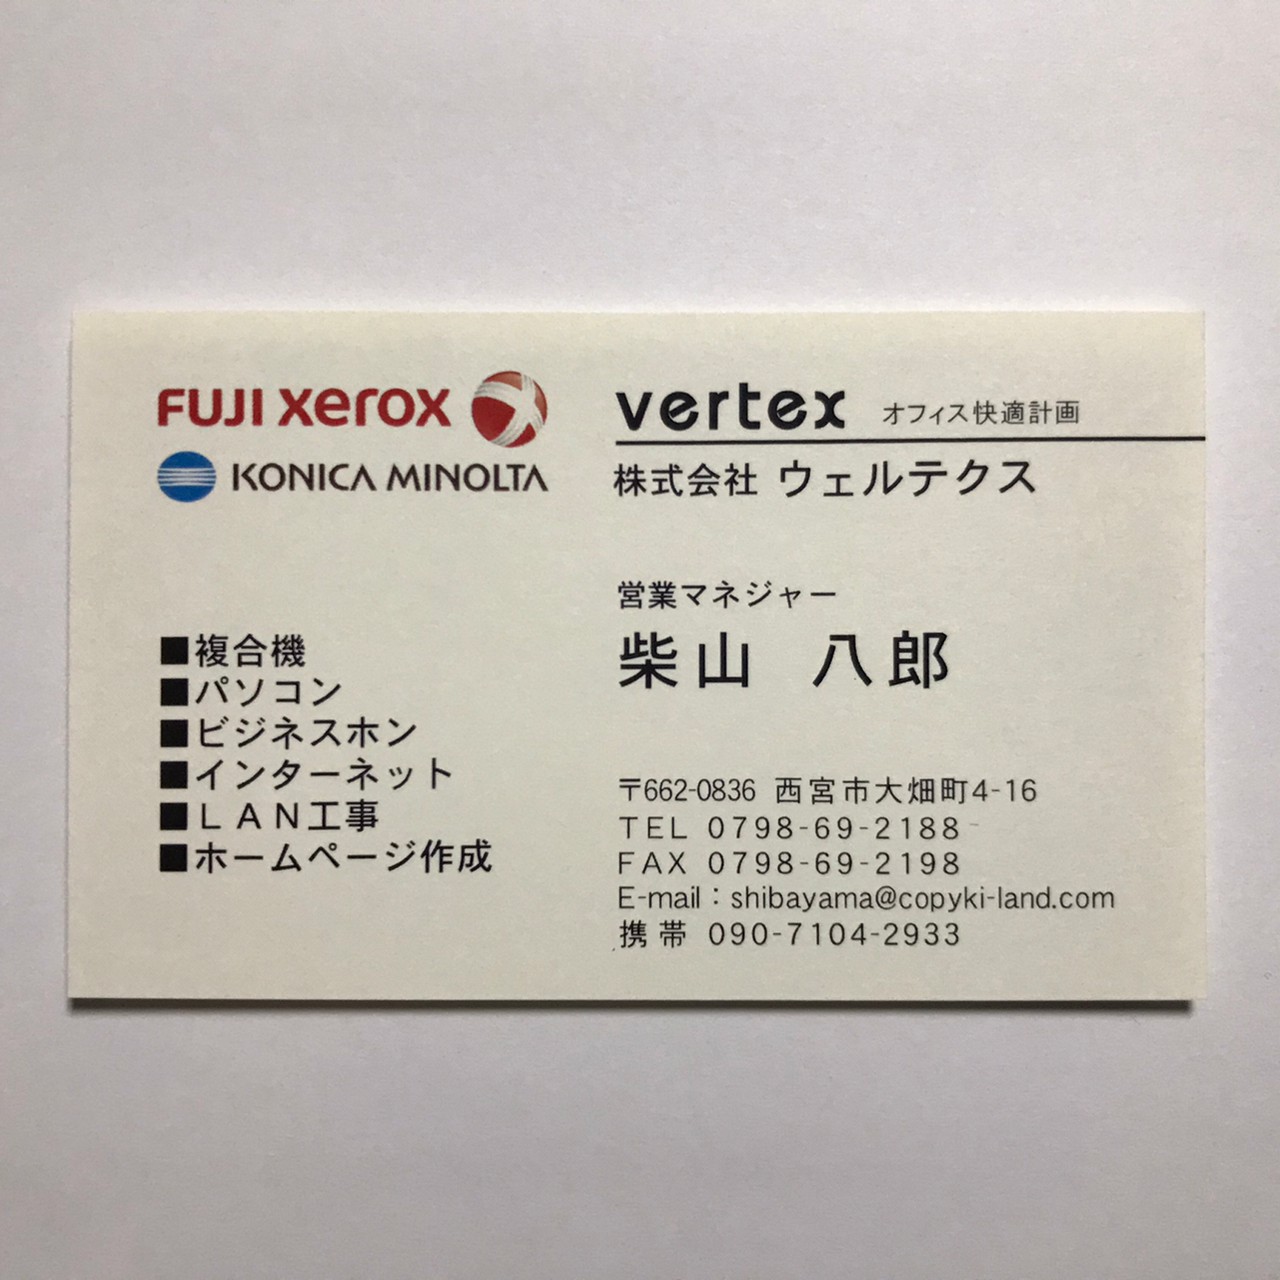 FUJI xerox
KONICA MINOLTA
vertex オフィス快適計画
株式会社 ウェルテクス
営業マネジャー
柴山 八郎
■複合機
■パソコン
■ビジネスホン
■インターネット
■ＬＡＮ工事
■ホームページ作成
〒662-0836 西宮市大畑町4-16
TEL 0798-69-2188
FAX 0798-69-2198
E-mail：shibayama@copyki-land.com
携帯 090-7104-2933